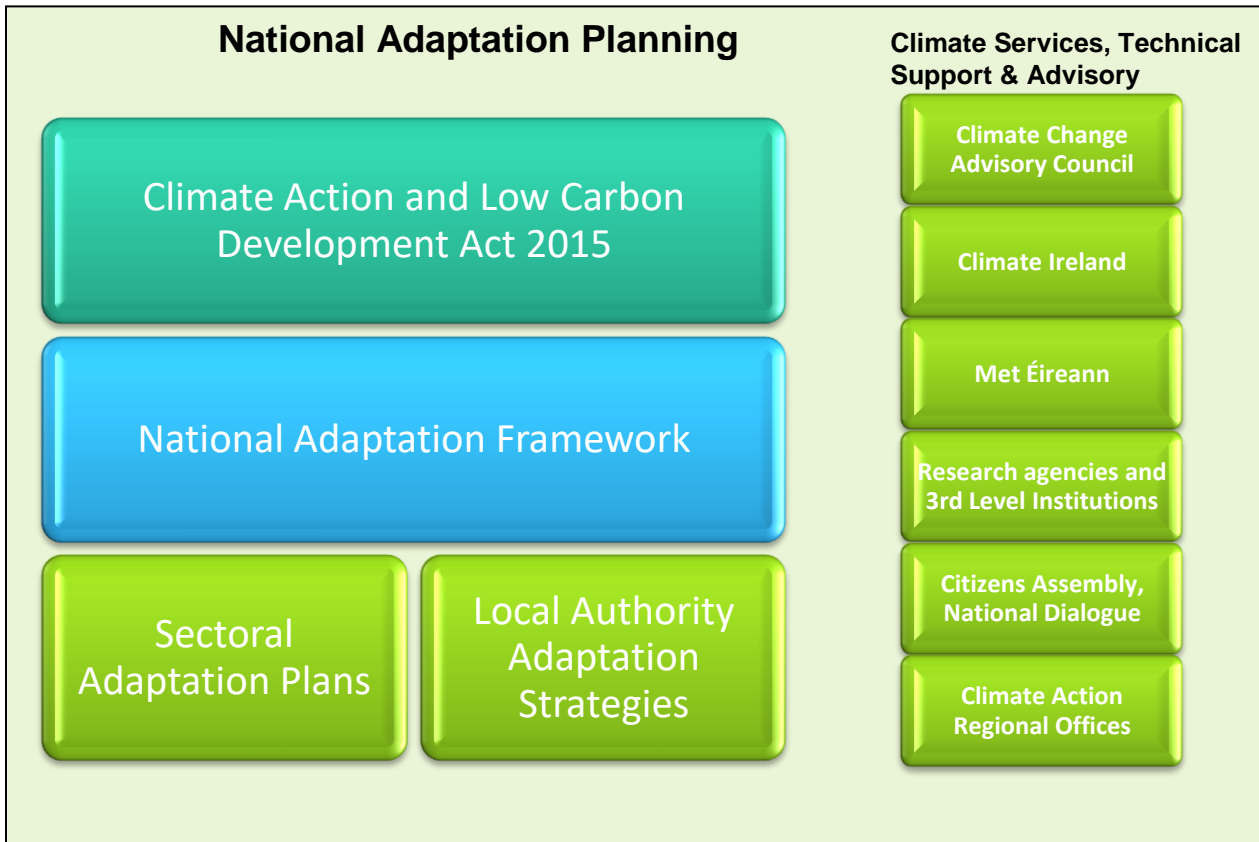 National Adaptation Planning
Climate Action and Low Carbon
Development Act 2015
National Adaptation Framework
Sectoral
Adaptation Plans
Local Authority
Adaptation
Strategies
Climate Services, Technical
Support & Advisory
Climate Change
Advisory Council
Climate Ireland
Met Éireann
Research agencies and
3rd Level Institutions
Citizens Assembly,
National Dialogue
Climate Action
Regional Offices